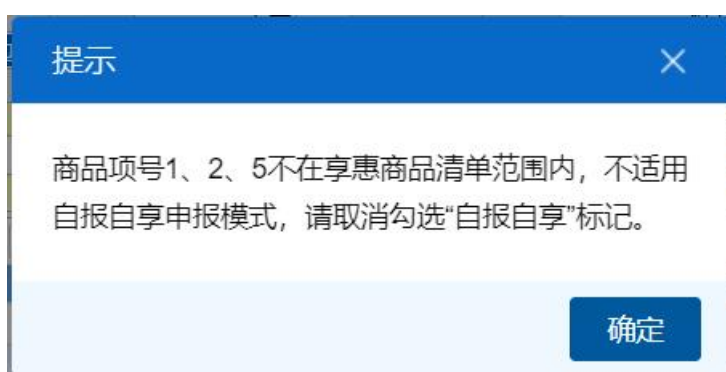 提示
商品项号1、2、5不在享惠商品清单范围内，不适用
自报自享申报模式，请取消勾选“自报自享”标记。
确定